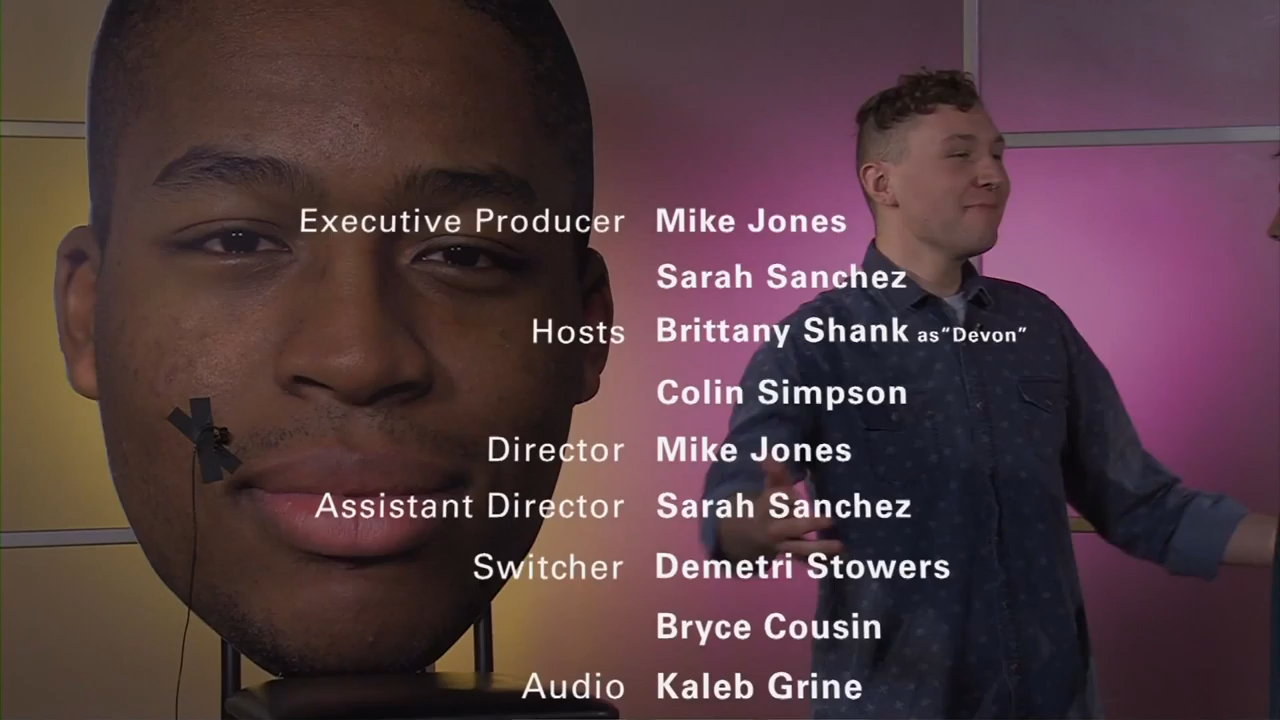 Executive Producer Mike Jones
Sarah Sanchez
Hosts Brittany Shank as“Devon”
Colin Simpson
Director Mike Jones
Assistant Director Sarah Sanchez
Switcher Demetri Stowers
Bryce Cousin
Audio Kaleb Grine